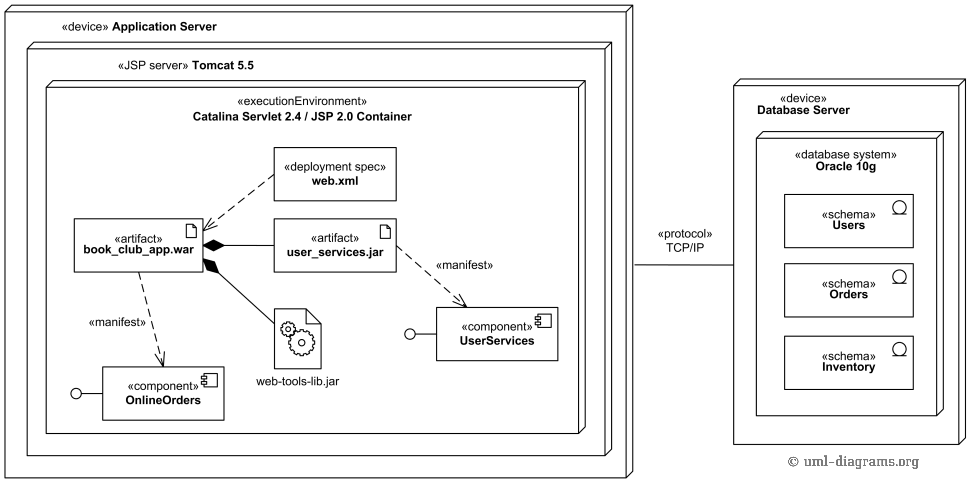 «device» Application Server
«JSP server» Tomcat 5.5
«executionEnvironment»
Catalina Servlet 2.4 / JSP 2.0 Container
«deployment spec»
web.xml
«artifact»
book_club_app.war
«artifact»
user_services.jar
«manifest»
«manifest»
«component»
UserServices
web-tools-lib.jar
«component»
OnlineOrders
«protocol»
TCP/IP
«device»
Database Server
«database system»
Oracle 10g
«schema»
Users
«schema»
Orders
«schema»
Inventory
© uml-diagrams.org